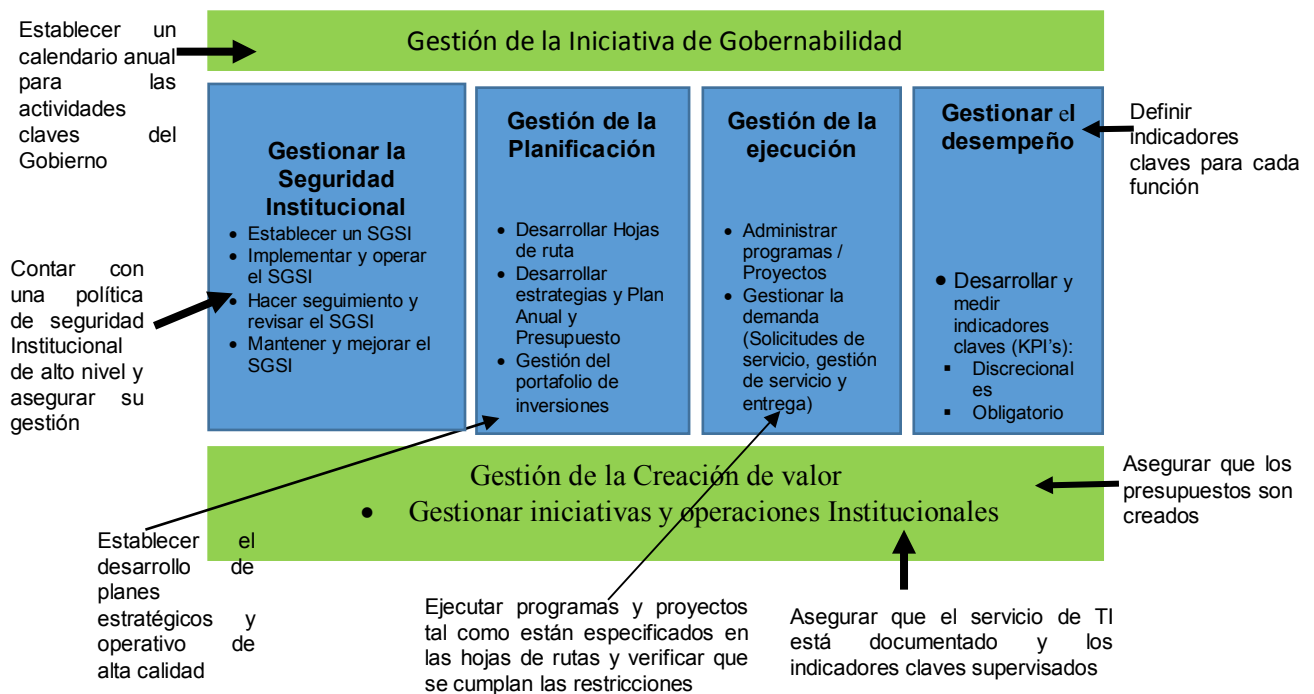 Establecer un
calendario anual
para las
actividades
claves del
Gobierno
Gestión de la Iniciativa de Gobernabilidad
Gestionar la
Seguridad
Institucional
• Establecer un SGSI
• Implementar y operar
el SGSI
• Hacer seguimiento y
revisar el SGSI
• Mantener y mejorar el
SGSI
Gestión de la
Planificación
• Desarrollar Hojas
de ruta
• Desarrollar
estrategias y Plan
Anual y
Presupuesto
• Gestión del
portafolio de
inversiones
Gestión de la
ejecución
• Administrar
programas /
Proyectos
• Gestionar la
demanda
(Solicitudes de
servicio, gestión
de servicio y
entrega)
Gestionar el
desempeño
• Desarrollar y
medir
indicadores
claves (KPI’s):
▪ Discrecional
es
▪ Obligatorio
Definir
indicadores
claves para cada
función
Contar con
una política
de seguridad
Institucional
de alto nivel y
asegurar su
gestión
Gestión de la Creación de valor
• Gestionar iniciativas y operaciones Institucionales
Asegurar que los
presupuestos son
creados
Establecer el
desarrollo de
planes
estratégicos y
operativo de
alta calidad
Ejecutar programas y proyectos
tal como están especificados en
las hojas de rutas y verificar que
se cumplan las restricciones
Asegurar que el servicio de TI
está documentado y los
indicadores claves supervisados